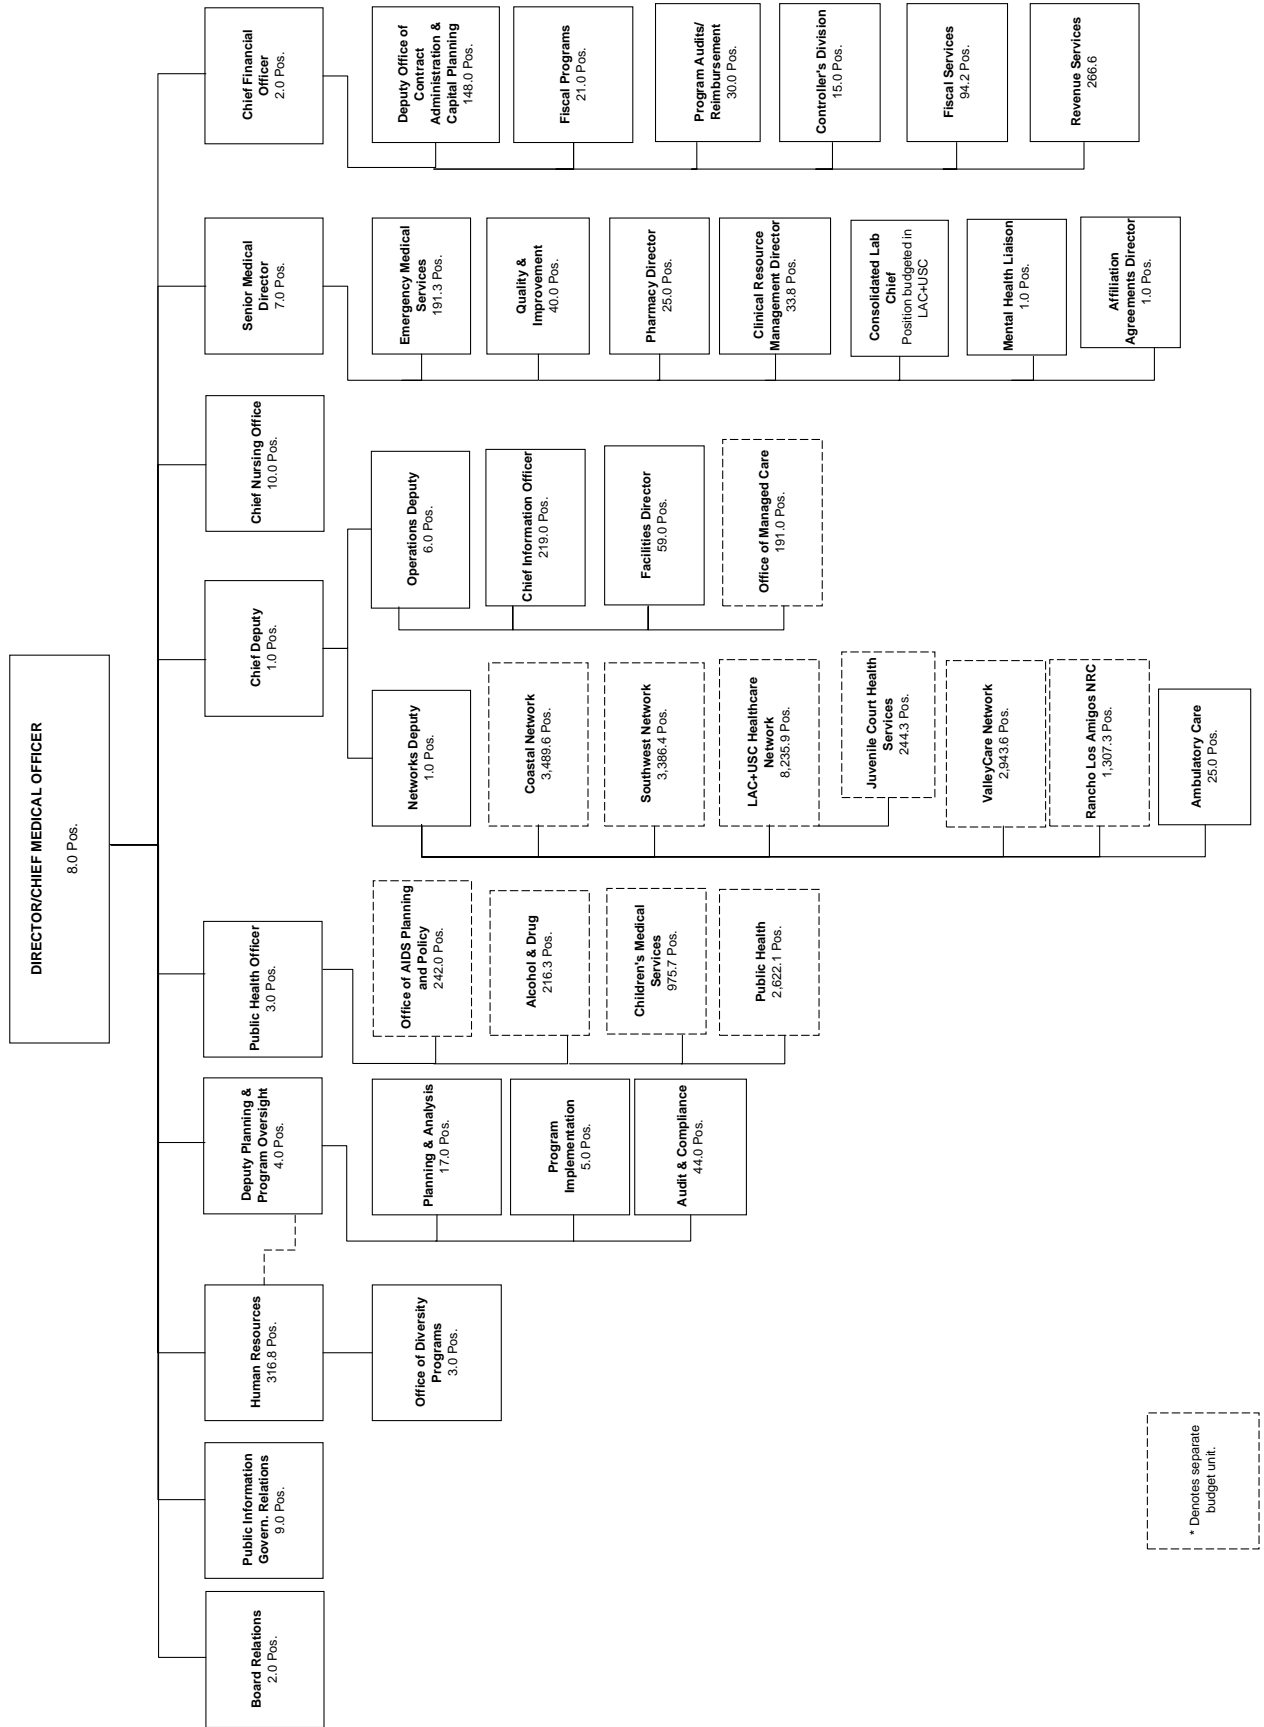 DIRECTOR/CHIEF MEDICAL OFFICER
8.0 Pos.
Board Relations
2.0 Pos.
Public Information
Govern. Relations
9.0 Pos.
Human Resources
316.8 Pos.
Deputy Planning &
Program Oversight
4.0 Pos.
Public Health Officer
3.0 Pos.
Chief Deputy
1.0 Pos.
Chief Nursing Office
10.0 Pos.
Senior Medical
Director
7.0 Pos.
Chief Financial
Officer
2.0 Pos.
Office of Diversity
Programs
3.0 Pos.
Planning & Analysis
17.0 Pos.
Program
Implementation
5.0 Pos.
Audit & Compliance
44.0 Pos.
Office of AIDS Planning
and Policy
242.0 Pos.
Alcohol & Drug
216.3 Pos.
Children's Medical
Services
975.7 Pos.
Public Health
2,622.1 Pos.
Networks Deputy
1.0 Pos.
Coastal Network
3,489.6 Pos.
Southwest Network
3,386.4 Pos.
LAC+USC Healthcare
Network
8,235.9 Pos.
Juvenile Court Health
Services
244.3 Pos.
ValleyCare Network
2,943.6 Pos.
Rancho Los Amigos NRC
1,307.3 Pos.
Ambulatory Care
25.0 Pos.
Operations Deputy
6.0 Pos.
Chief Information Officer
219.0 Pos.
Facilities Director
59.0 Pos.
Office of Managed Care
191.0 Pos.
Emergency Medical
Services
191.3 Pos.
Quality &
Improvement
40.0 Pos.
Pharmacy Director
25.0 Pos.
Clinical Resource
Management Director
33.8 Pos.
Consolidated Lab
Chief
Position budgeted in
LAC+USC
Mental Health Liaison
1.0 Pos.
Affiliation
Agreements Director
1.0 Pos.
Deputy Office of
Contract
Administration &
Capital Planning
148.0 Pos.
Fiscal Programs
21.0 Pos.
Program Audits/
Reimbursement
30.0 Pos.
Controller's Division
15.0 Pos.
Fiscal Services
94.2 Pos.
Revenue Services
266.6
* Denotes separate
budget unit.